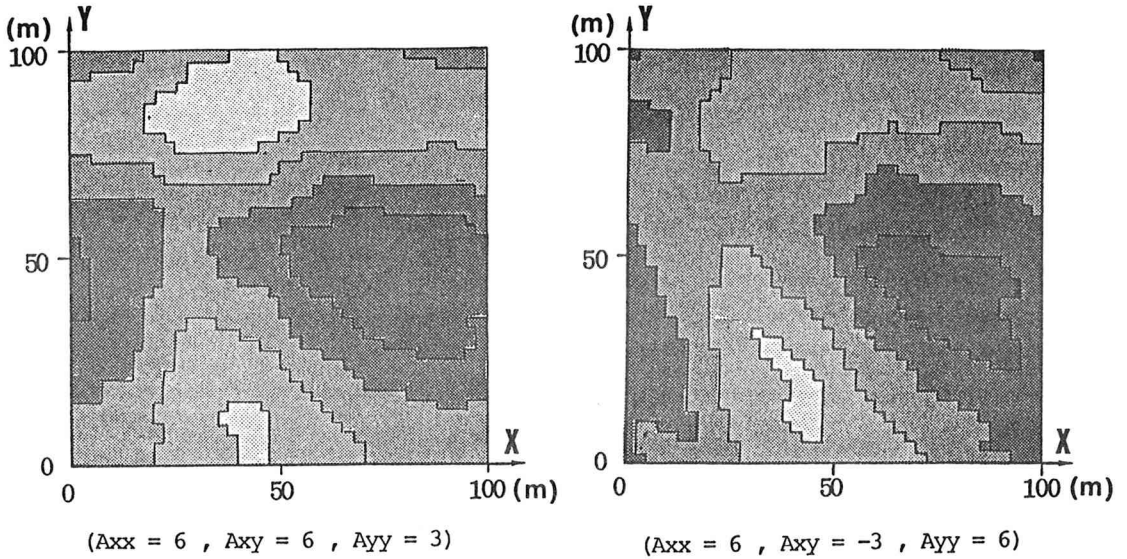 (m) Y
100
50
0
0 50 100 (m)
X
(Axx = 6 , Axy = 6 , Ayy = 3)
(m) Y
100
50
0
0 50 100 (m)
X
(Axx = 6 , Axy = -3 , Ayy = 6)